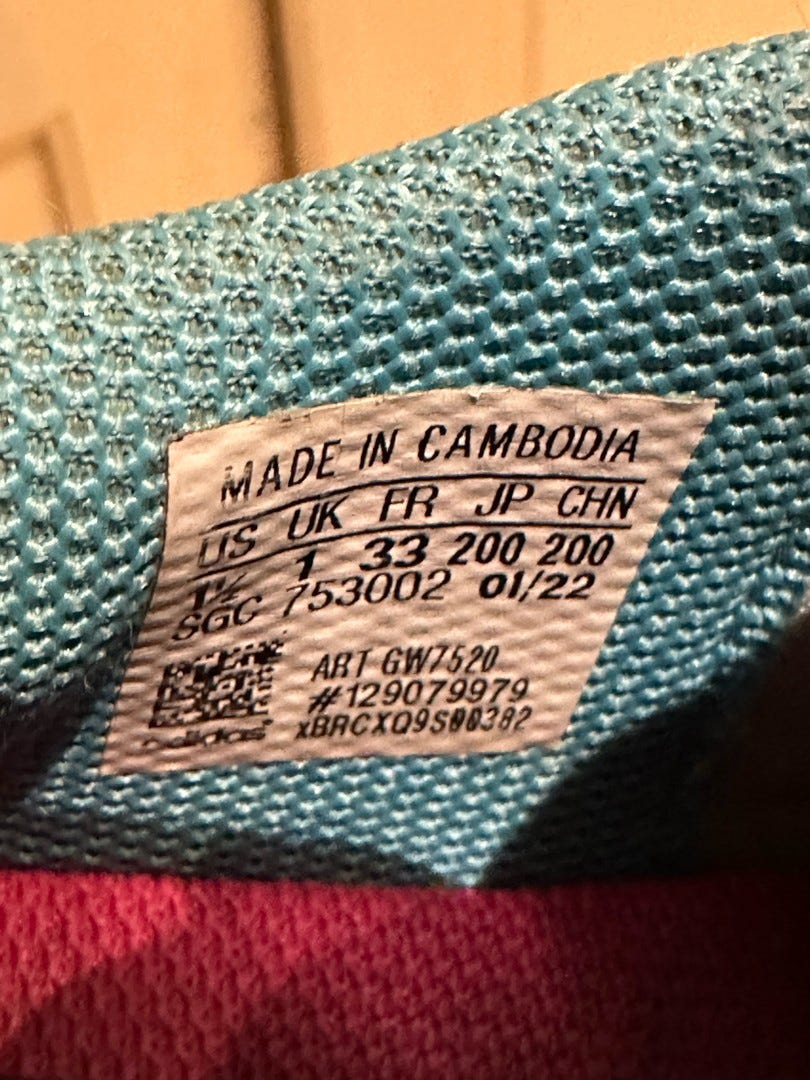 MADE IN CAMBODIA
US UK FR JP CHN
1½ 1 33 200 200
SGC 753002 01/22
ART GW7520
#129079979
xBRCXQ9S00382
adidas